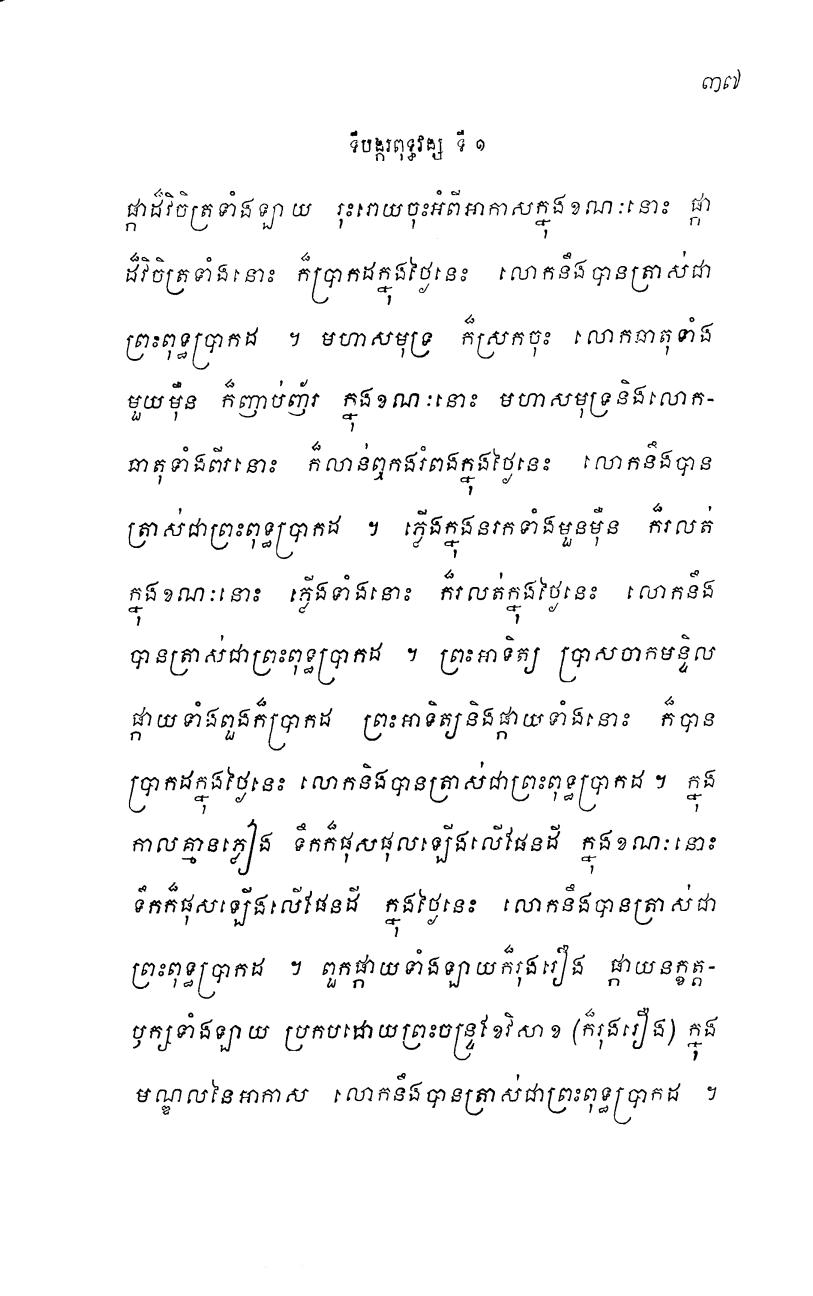 ៣៧
ទីបង្ករពុទ្ធវង្ស ទី ១
ផ្កាដ៏វិចិត្រទាំងឡាយ រុះរោយចុះអំពីអាកាសក្នុងខណៈនោះ ផ្កា
ដ៏វិចិត្រទាំងនោះ ក៏ប្រាកដក្នុងថ្ងៃនេះ លោកនឹងបានត្រាស់ជា
ព្រះពុទ្ធប្រាកដ ។ មហាសមុទ្រ ក៏ស្រកចុះ លោកធាតុទាំង
មួយម៉ឺន ក៏ញាប់ញ័រ ក្នុងខណៈនោះ មហាសមុទ្រនិងលោក-
ធាតុទាំងពីរនោះ ក៏លាន់ឮកងរំពងក្នុងថ្ងៃនេះ លោកនឹងបាន
ត្រាស់ជាព្រះពុទ្ធប្រាកដ ។ ភ្លើងក្នុងនរកទាំងមួនម៉ឺន ក៏រលត់
ក្នុងខណៈនោះ ភ្លើងទាំងនោះ ក៏រលត់ក្នុងថ្ងៃនេះ លោកនឹង
បានត្រាស់ជាព្រះពុទ្ធប្រាកដ ។ ព្រះអាទិត្យ ប្រាសចាកមន្ទិល
ផ្កាយទាំងពួងក៏ប្រាកដ ព្រះអាទិត្យនិងផ្កាយទាំងនោះ ក៏បាន
ប្រាកដក្នុងថ្ងៃនេះ លោកនិងបានត្រាស់ជាព្រះពុទ្ធប្រាកដ ។ ក្នុង
កាលគ្មានភ្លៀង ទឹកក៏ផុសផុលឡើងលើផែនដី ក្នុងខណៈនោះ
ទឹកក៏ផុសឡើងលើផែនដី ក្នុងថ្ងៃនេះ លោកនឹងបានត្រាស់ជា
ព្រះពុទ្ធប្រាកដ ។ ពួកផ្កាយទាំងឡាយក៏រុងរឿង ផ្កាយនក្ខត្ត-
ឫក្សទាំងឡាយ ប្រកបដោយព្រះចន្ទ្រខែវិសាខ (ក៏រុងរឿង) ក្នុង
មណ្ឌលនៃអាកាស លោកនឹងបានត្រាស់ជាព្រះពុទ្ធប្រាកដ ។